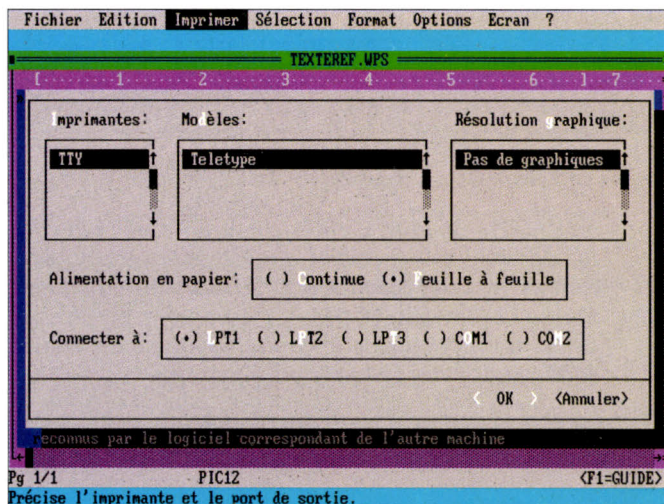 Fichier Edition Imprimer Sélection Format Options Ecran ?
TEXTEREF.WPS
[.........1.........2.........3.........4.........5.........6....]..7...
Imprimantes: Modèles: Résolution graphique:
TTY Teletype Pas de graphiques
Alimentation en papier: ( ) Continue (•) Feuille à feuille
Connecter à: (•) LPT1 ( ) LPT2 ( ) LPT3 ( ) COM1 ( ) COM2
< OK > <Annuler>
reconnus par le logiciel correspondant de l'autre machine
Pg 1/1 PIC12 <F1=GUIDE>
Précise l'imprimante et le port de sortie.